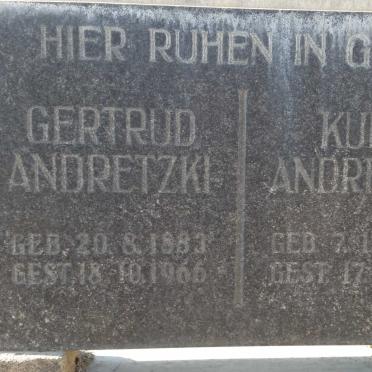 HIER RUHEN IN G
GERTRUD
ANDRETZKI
GEB. 20.8.1883
GEST. 18.10.1966
KU
ANDR
GEB 7.1
GEST 17